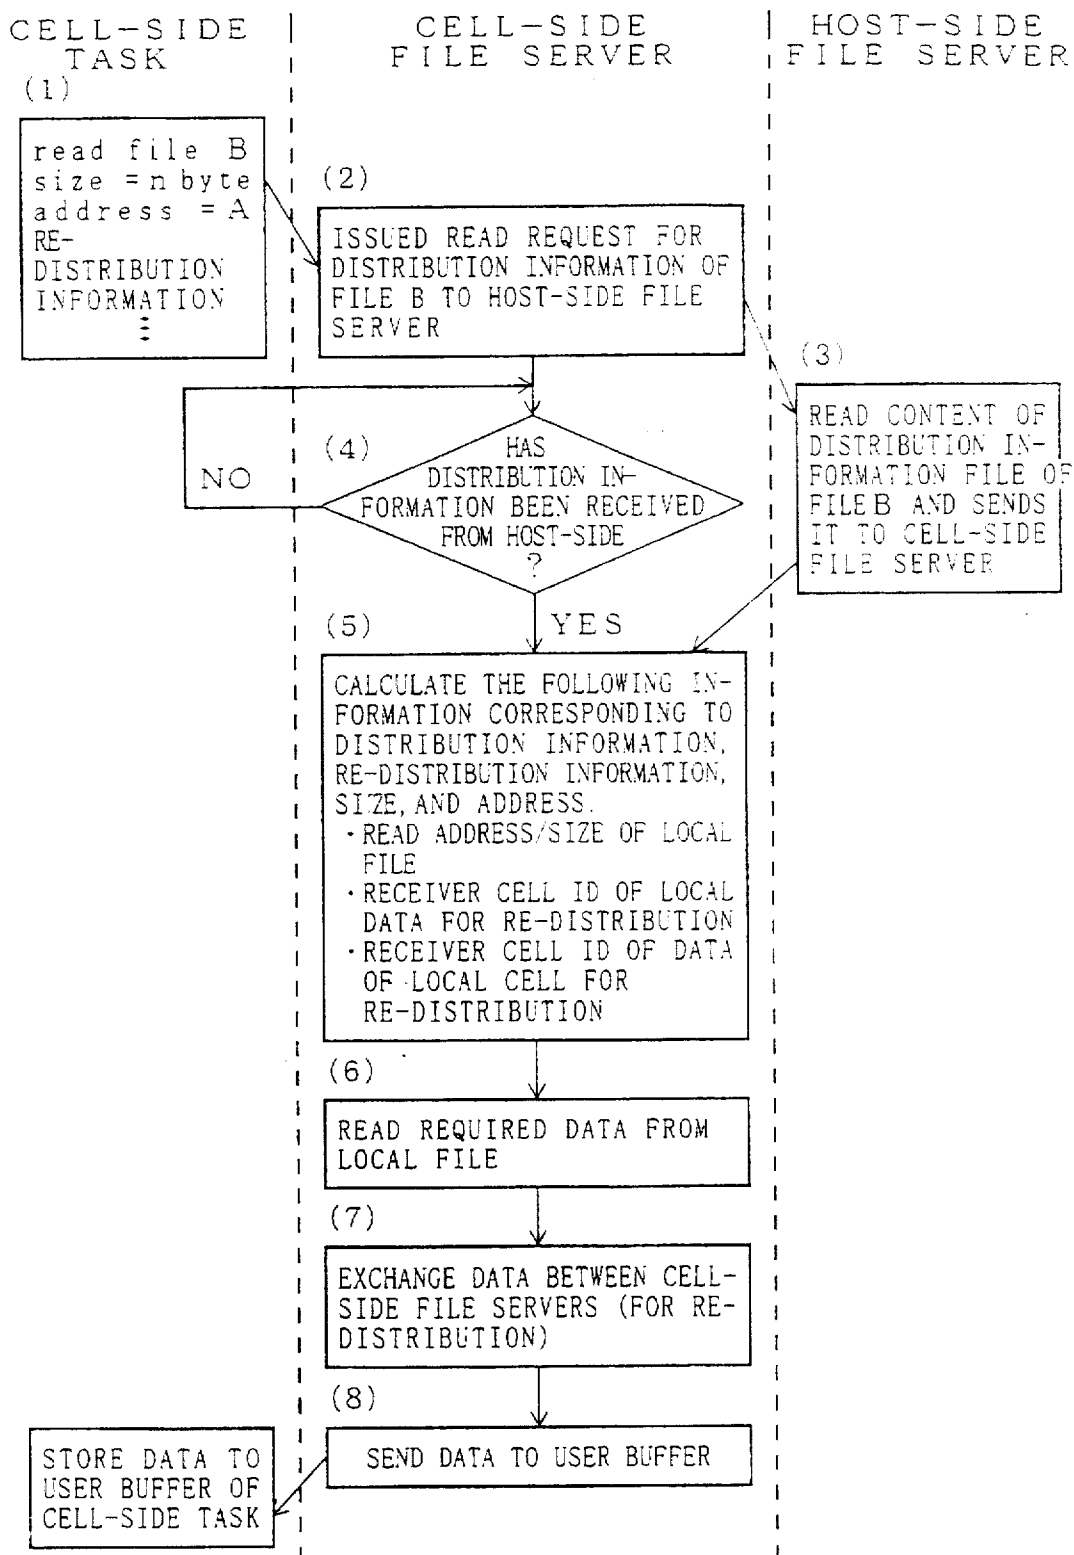 CELL-SIDE
TASK
CELL-SIDE
FILE SERVER
HOST-SIDE
FILE SERVER
(1)
read file B
size = n byte
address = A
RE-
DISTRIBUTION
INFORMATION
(2)
ISSUED READ REQUEST FOR
DISTRIBUTION INFORMATION OF
FILE B TO HOST-SIDE FILE
SERVER
(3)
READ CONTENT OF
DISTRIBUTION IN-
FORMATION FILE OF
FILE B AND SENDS
IT TO CELL-SIDE
FILE SERVER
(4)
HAS
DISTRIBUTION IN-
FORMATION BEEN RECEIVED
FROM HOST-SIDE
?
NO
YES
(5)
CALCULATE THE FOLLOWING IN-
FORMATION CORRESPONDING TO
DISTRIBUTION INFORMATION,
RE-DISTRIBUTION INFORMATION,
SIZE, AND ADDRESS.
・READ ADDRESS/SIZE OF LOCAL
FILE
・RECEIVER CELL ID OF LOCAL
DATA FOR RE-DISTRIBUTION
・RECEIVER CELL ID OF DATA
OF LOCAL CELL FOR
RE-DISTRIBUTION
(6)
READ REQUIRED DATA FROM
LOCAL FILE
(7)
EXCHANGE DATA BETWEEN CELL-
SIDE FILE SERVERS (FOR RE-
DISTRIBUTION)
(8)
SEND DATA TO USER BUFFER
STORE DATA TO
USER BUFFER OF
CELL-SIDE TASK